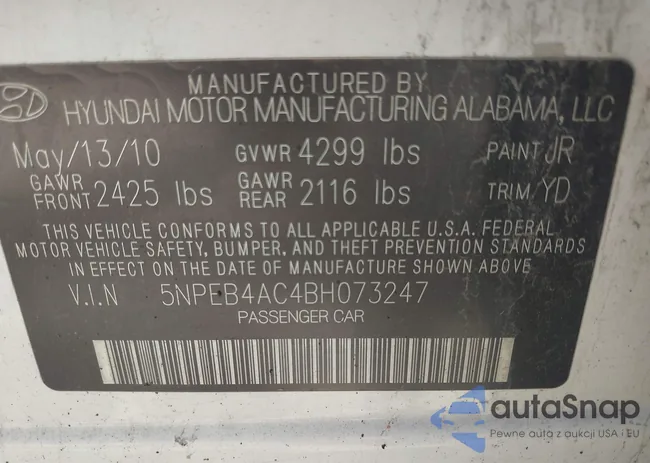 MANUFACTURED BY
HYUNDAI MOTOR MANUFACTURING ALABAMA, LLC
May/13/10 GVWR 4299 lbs PAINT JR
GAWR FRONT 2425 lbs GAWR REAR 2116 lbs TRIM YD
THIS VEHICLE CONFORMS TO ALL APPLICABLE U.S.A. FEDERAL
MOTOR VEHICLE SAFETY, BUMPER, AND THEFT PREVENTION STANDARDS
IN EFFECT ON THE DATE OF MANUFACTURE SHOWN ABOVE
V.I.N 5NPEB4AC4BH073247
PASSENGER CAR
autoSnap
Pewne auta z aukcji USA i EU